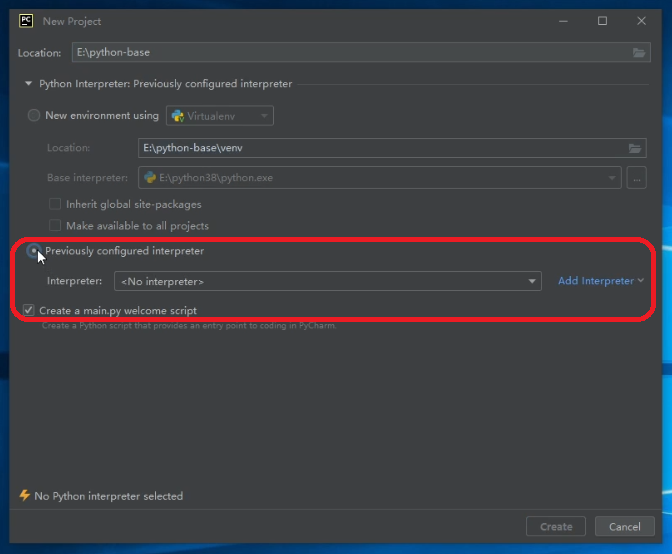 PC New Project
Location: E:\python-base
Python Interpreter: Previously configured interpreter
New environment using Virtualenv
Location: E:\python-base\venv
Base interpreter: E:\python38\python.exe ...
Inherit global site-packages
Make available to all projects
Previously configured interpreter
Interpreter: <No interpreter> Add Interpreter
Create a main.py welcome script
Create a Python script that provides an entry point to coding in PyCharm.
No Python interpreter selected
Create Cancel